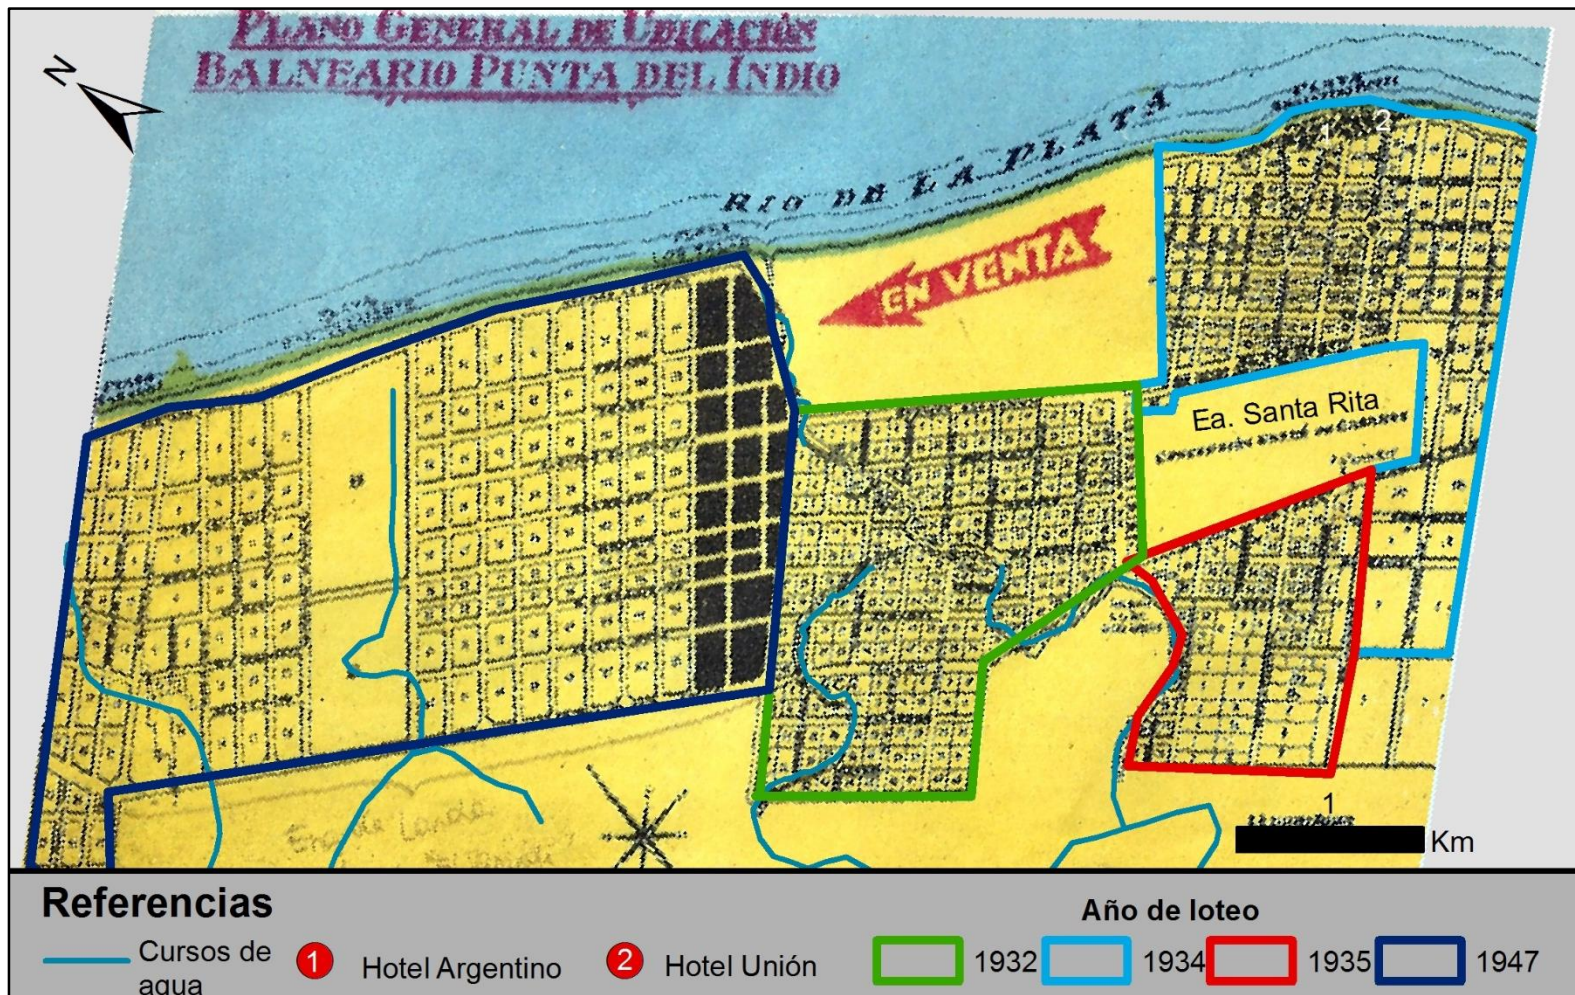 PLANO GENERAL DE UBICACIÓN
BALNEARIO PUNTA DEL INDIO
N
RIO DE LA PLATA
1
2
EN VENTA
Ea. Santa Rita
1
Km
Referencias
Cursos de
agua
1 Hotel Argentino
2 Hotel Unión
Año de loteo
1932
1934
1935
1947